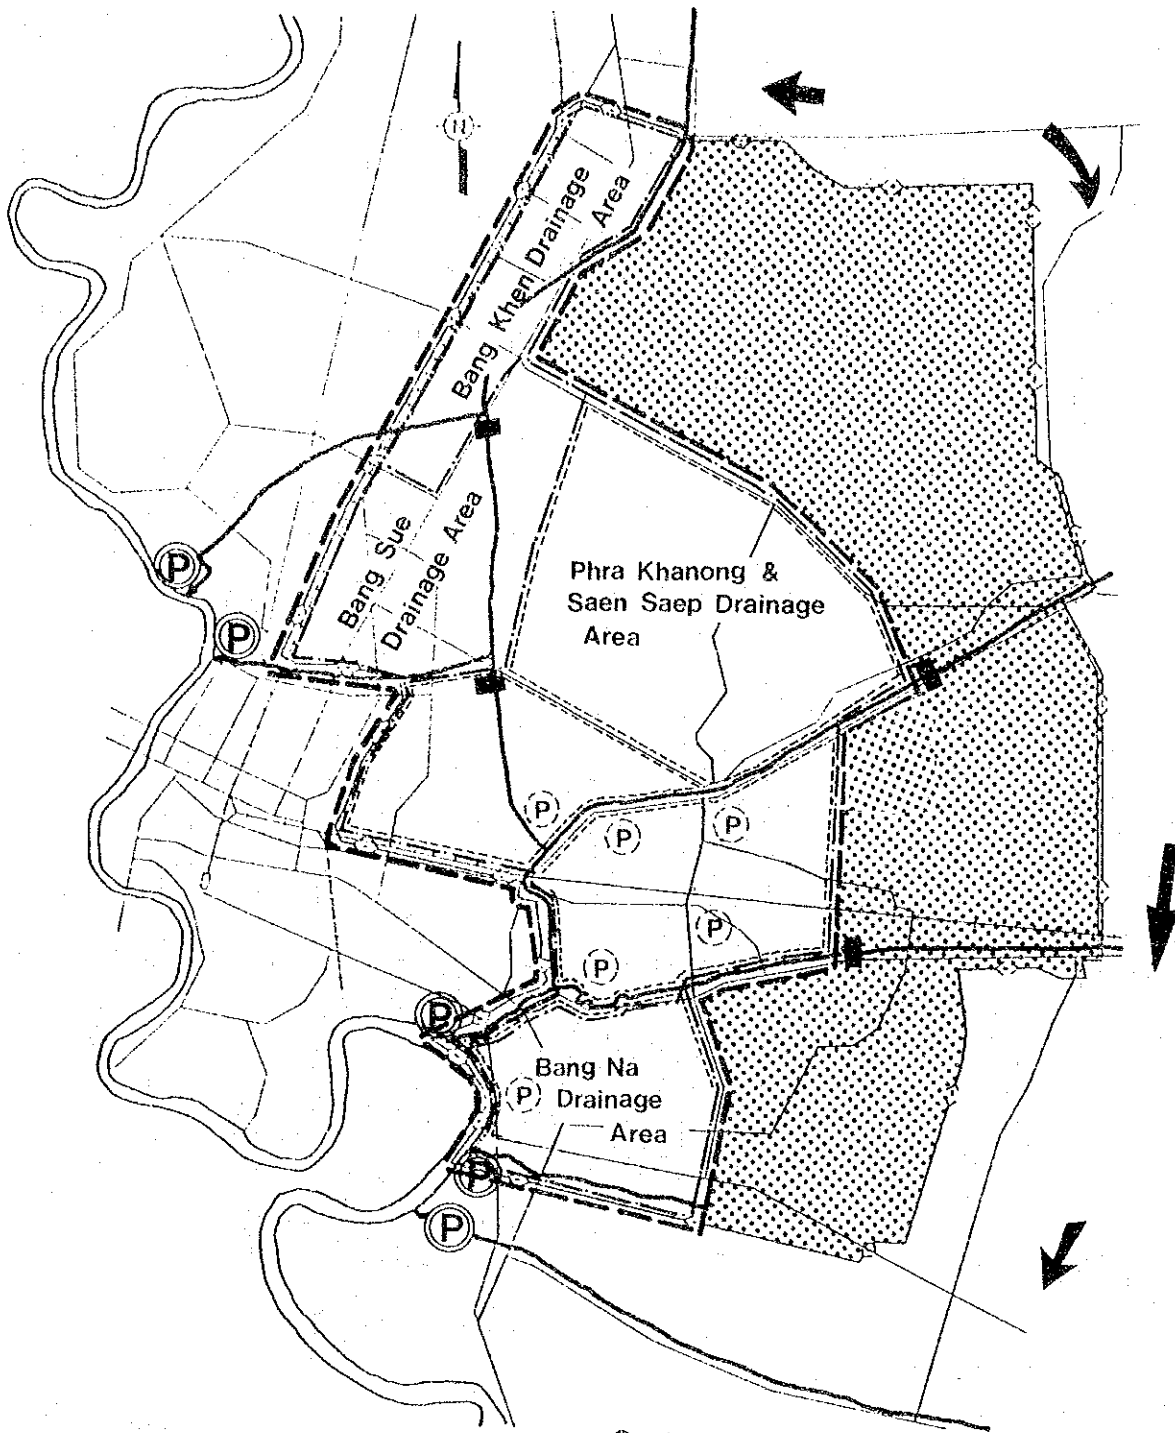 N
Bang Khen Drainage
Area
Bang Sue
Drainage Area
P
P
Phra Khanong &
Saen Saep Drainage
Area
P
P
P
P
P
P
Bang Na
P Drainage
Area
P
P